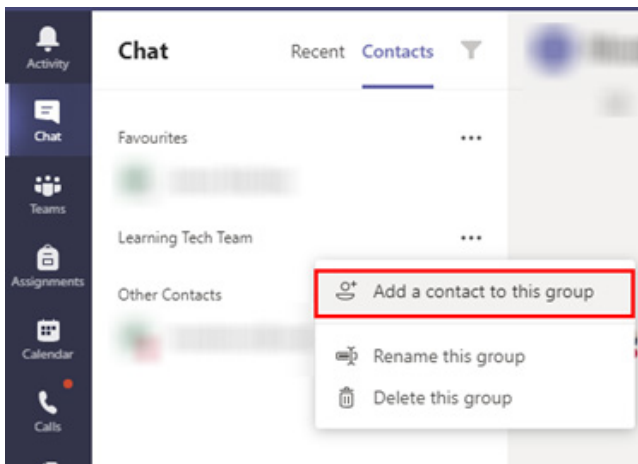 Activity
Chat
Teams
Assignments
Calendar
Calls
Chat
Recent Contacts
Favourites
Learning Tech Team
Other Contacts
Add a contact to this group
Rename this group
Delete this group